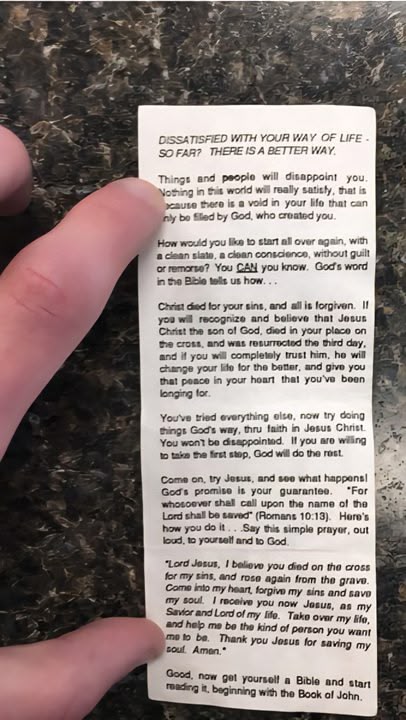 DISSATISFIED WITH YOUR WAY OF LIFE -
SO FAR? THERE IS A BETTER WAY.
Things and people will disappoint you.
Nothing in this world will really satisfy, that is
because there is a void in your life that can
only be filled by God, who created you.
How would you like to start all over again, with
a clean slate, a clean conscience, without guilt
or remorse? You CAN you know. God's word
in the Bible tells us how...
Christ died for your sins, and all is forgiven. If
you will recognize and believe that Jesus
Christ the son of God, died in your place on
the cross, and was resurrected the third day,
and if you will completely trust him, he will
change your life for the better, and give you
that peace in your heart that you've been
longing for.
You've tried everything else, now try doing
things God's way, thru faith in Jesus Christ.
You won't be disappointed. If you are willing
to take the first step, God will do the rest.
Come on, try Jesus, and see what happens!
God's promise is your guarantee. "For
whosoever shall call upon the name of the
Lord shall be saved" (Romans 10:13). Here's
how you do it...Say this simple prayer, out
loud, to yourself and to God.
"Lord Jesus, I believe you died on the cross
for my sins, and rose again from the grave.
Come into my heart, forgive my sins and save
my soul. I receive you now Jesus, as my
Savior and Lord of my life. Take over my life,
and help me be the kind of person you want
me to be. Thank you Jesus for saving my
soul. Amen."
Good, now get yourself a Bible and start
reading it, beginning with the Book of John.